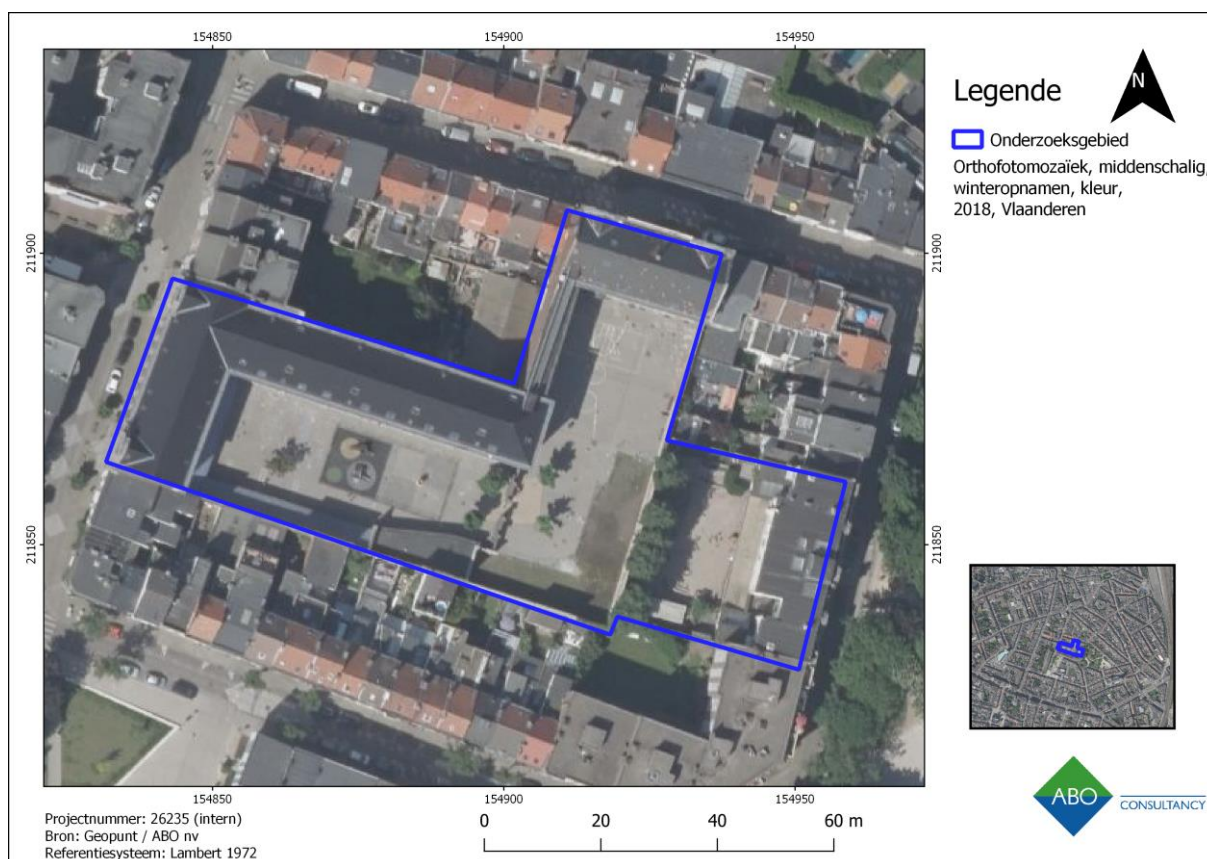 154850
154900
154950
211900
211900
211850
211850
154850
154900
154950
Legende
N
Onderzoeksgebied
Orthofotomozaïek, middenschalig,
winteropnamen, kleur,
2018, Vlaanderen
Projectnummer: 26235 (intern)
Bron: Geopunt / ABO nv
Referentiesysteem: Lambert 1972
0 20 40 60 m
ABO
CONSULTANCY